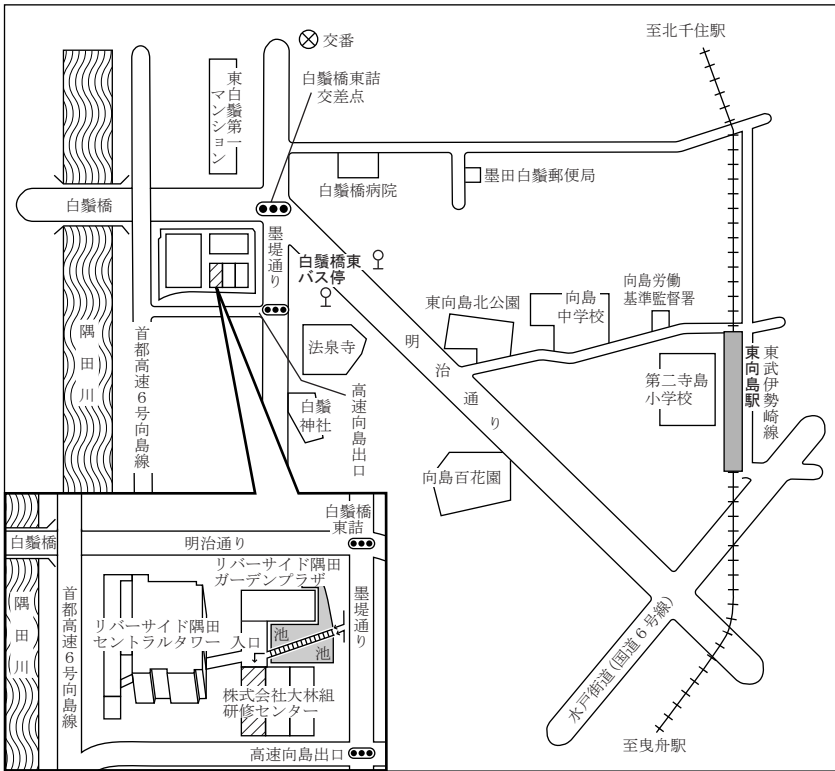 至北千住駅
交番
白鬚橋東詰
交差点
東白鬚第一
マンション
白鬚橋病院
墨田白鬚郵便局
白鬚橋
墨堤通り
白鬚橋東
バス停
向島労働
基準監督署
東向島北公園
向島
中学校
隅田川
首都高速6号向島線
法泉寺
明治通り
第二寺島
小学校
東向島駅
東武伊勢崎線
白鬚
神社
高速向島出口
向島百花園
水戸街道(国道6号線)
至曳舟駅
白鬚橋
東詰
白鬚橋
明治通り
リバーサイド隅田
ガーデンプラザ
隅田川
首都高速6号向島線
リバーサイド隅田
セントラルタワー
入口
池
池
墨堤通り
株式会社大林組
研修センター
高速向島出口